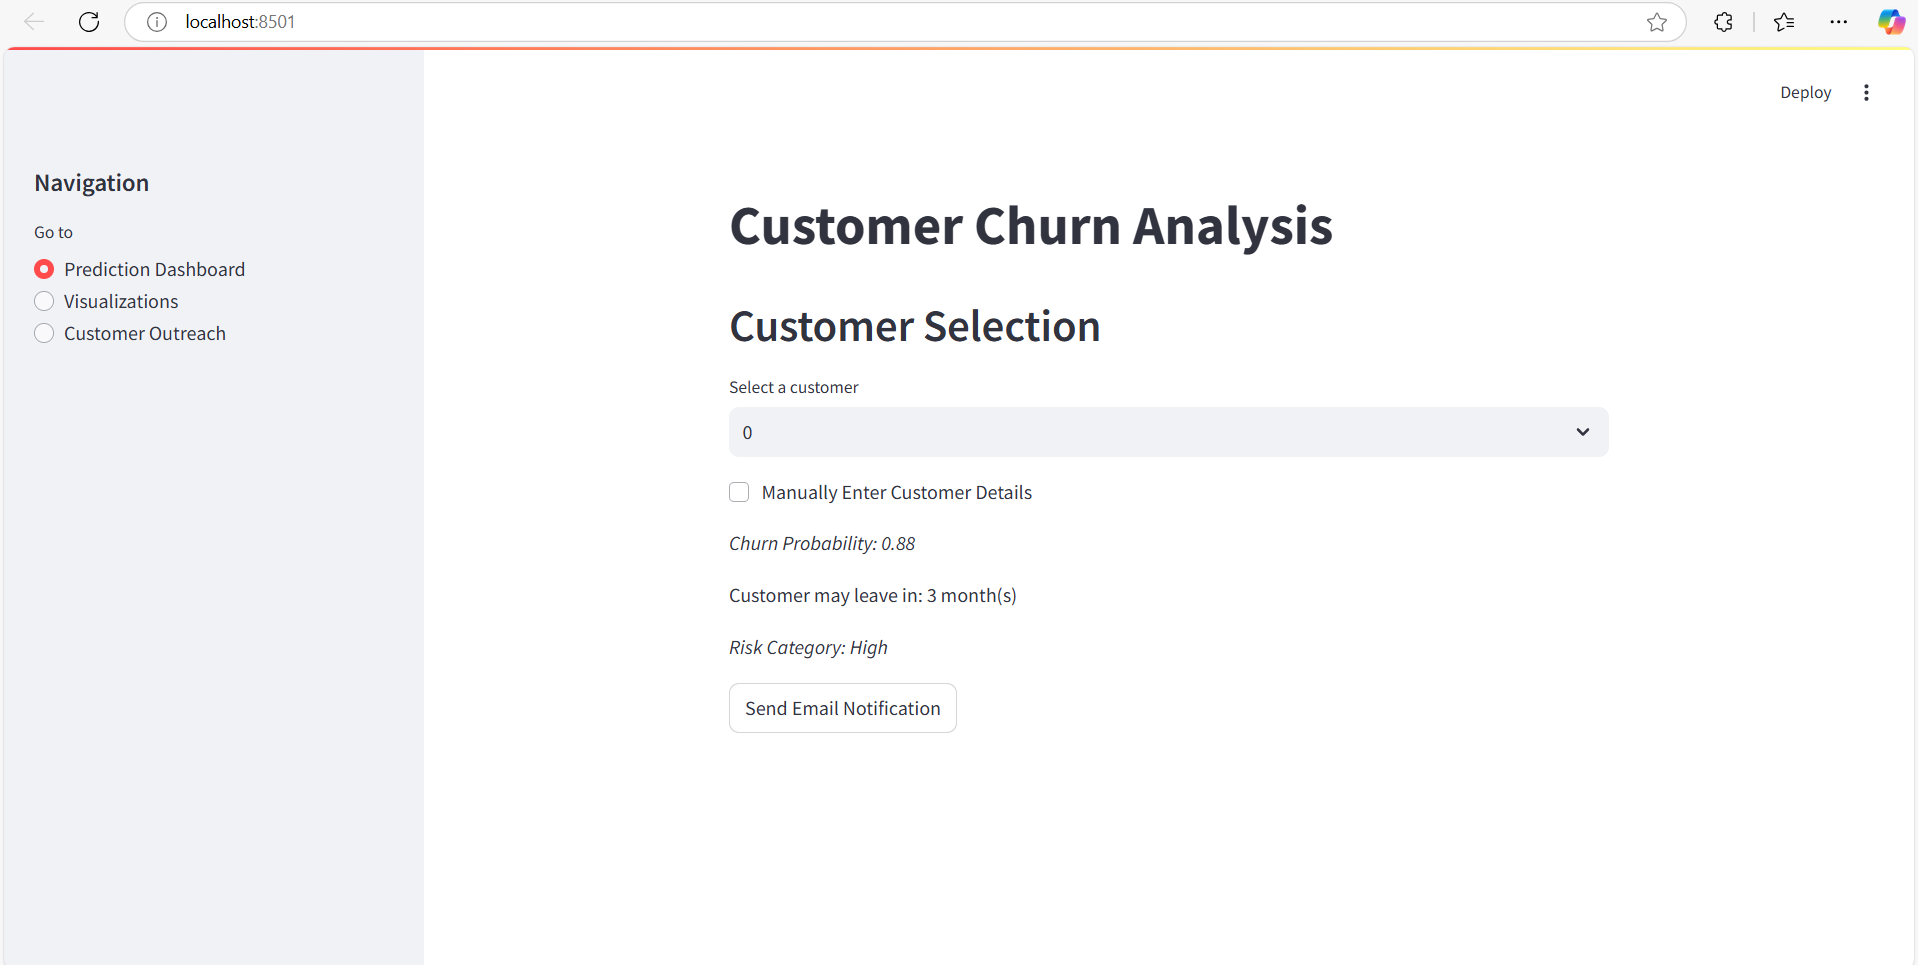 localhost:8501
Deploy
Navigation
Go to
Prediction Dashboard
Visualizations
Customer Outreach
Customer Churn Analysis
Customer Selection
Select a customer
0
Manually Enter Customer Details
Churn Probability: 0.88
Customer may leave in: 3 month(s)
Risk Category: High
Send Email Notification